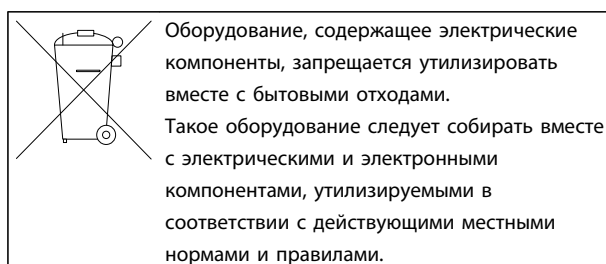 Оборудование, содержащее электрические
компоненты, запрещается утилизировать
вместе с бытовыми отходами.
Такое оборудование следует собирать вместе
с электрическими и электронными
компонентами, утилизируемыми в
соответствии с действующими местными
нормами и правилами.